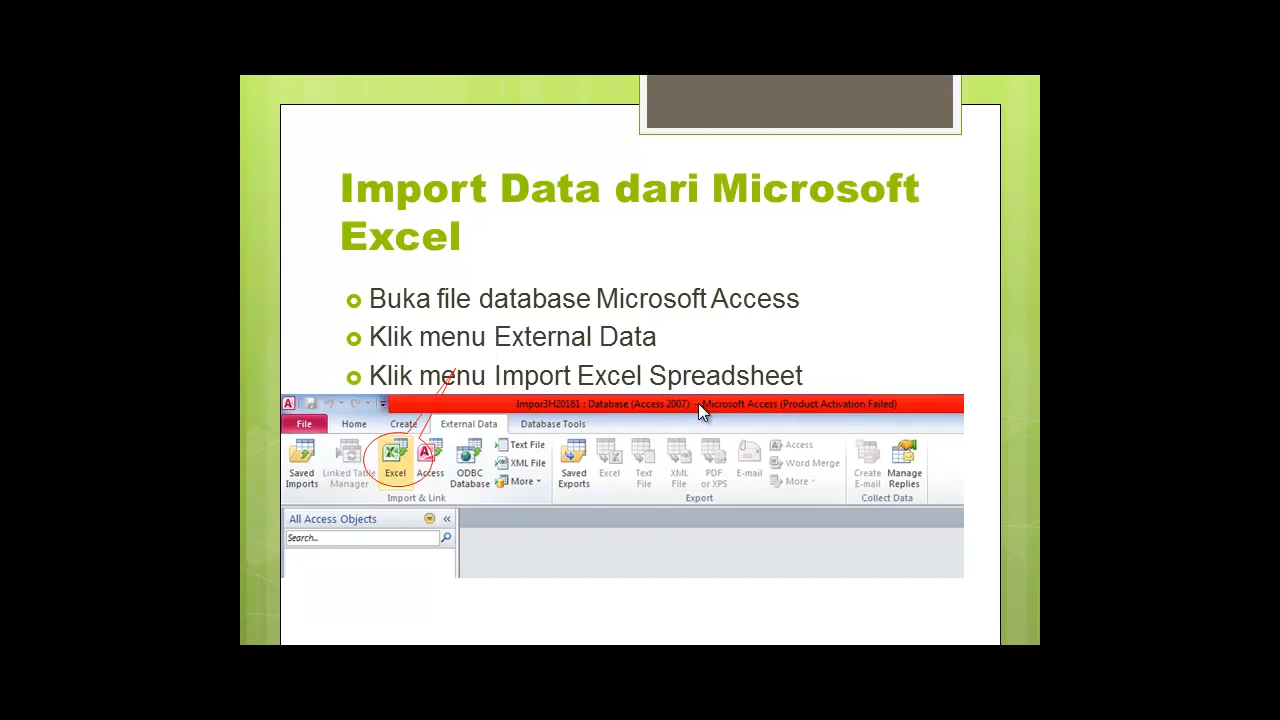 Import Data dari Microsoft
Excel
Buka file database Microsoft Access
Klik menu External Data
Klik menu Import Excel Spreadsheet
Impor3H20181 : Database (Access 2007) - Microsoft Access (Product Activation Failed)
File Home Create External Data Database Tools
Saved Imports
Linked Table Manager
Excel
Access
ODBC Database
Text File
XML File
More
Import & Link
Saved Exports
Excel
Text File
XML File
PDF or XPS
E-mail
Access
Word Merge
More
Export
Create E-mail
Manage Replies
Collect Data
All Access Objects
Search...